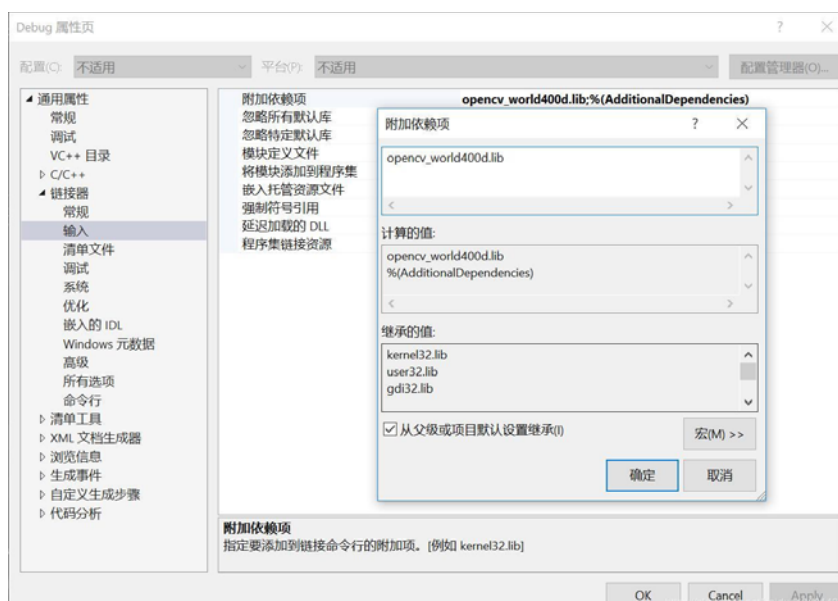 Debug 属性页
配置(C): 不适用 平台(P): 不适用 配置管理器(O)...
通用属性
常规
调试
VC++ 目录
C/C++
链接器
常规
输入
清单文件
调试
系统
优化
嵌入的 IDL
Windows 元数据
高级
所有选项
命令行
清单工具
XML 文档生成器
浏览信息
生成事件
自定义生成步骤
代码分析
附加依赖项 opencv_world400d.lib;%(AdditionalDependencies)
忽略所有默认库
忽略特定默认库
模块定义文件
将模块添加到程序集
嵌入托管资源文件
强制符号引用
延迟加载的 DLL
程序集链接资源
附加依赖项
opencv_world400d.lib
计算的值:
opencv_world400d.lib
%(AdditionalDependencies)
继承的值:
kernel32.lib
user32.lib
gdi32.lib
从父级或项目默认设置继承(I)
宏(M) >>
确定 取消
附加依赖项
指定要添加到链接命令行的附加项。[例如 kernel32.lib]
OK Cancel Apply